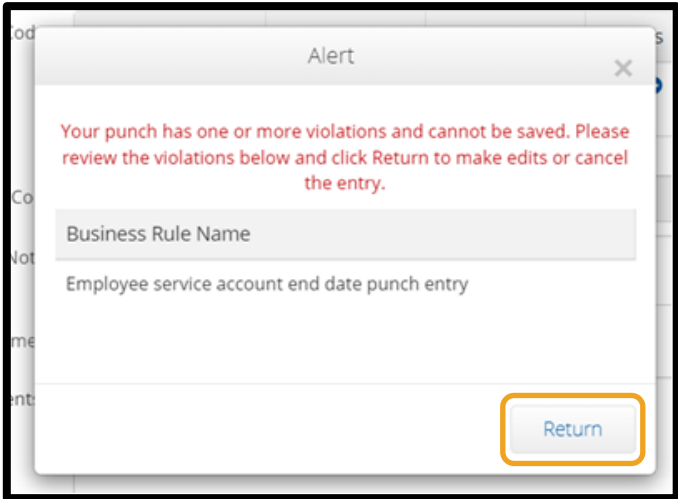 Alert
Your punch has one or more violations and cannot be saved. Please
review the violations below and click Return to make edits or cancel
the entry.
Business Rule Name
Employee service account end date punch entry
Return